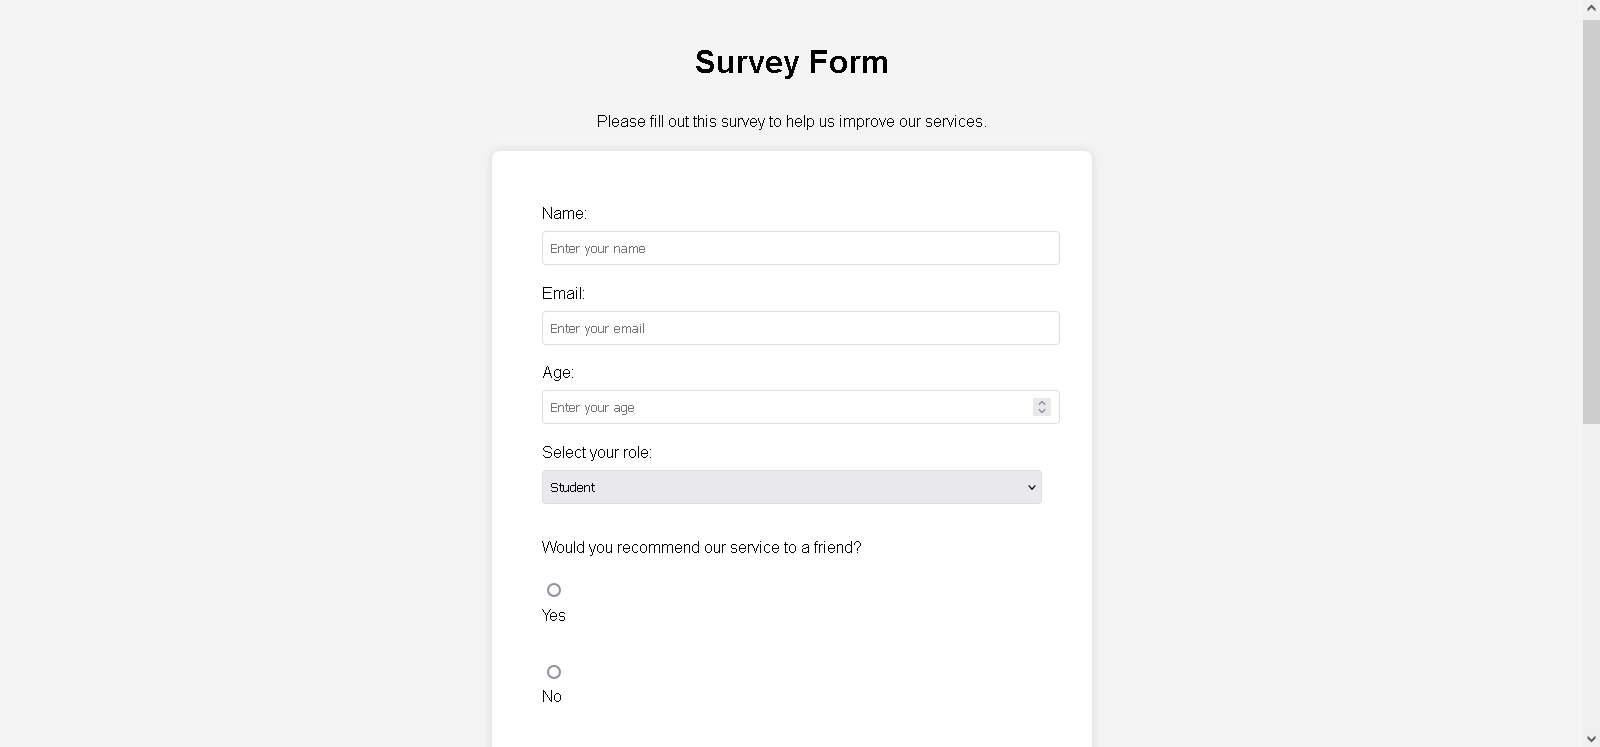 Survey Form
Please fill out this survey to help us improve our services.
Name:
Enter your name
Email:
Enter your email
Age:
Enter your age
Select your role:
Student
Would you recommend our service to a friend?
Yes
No